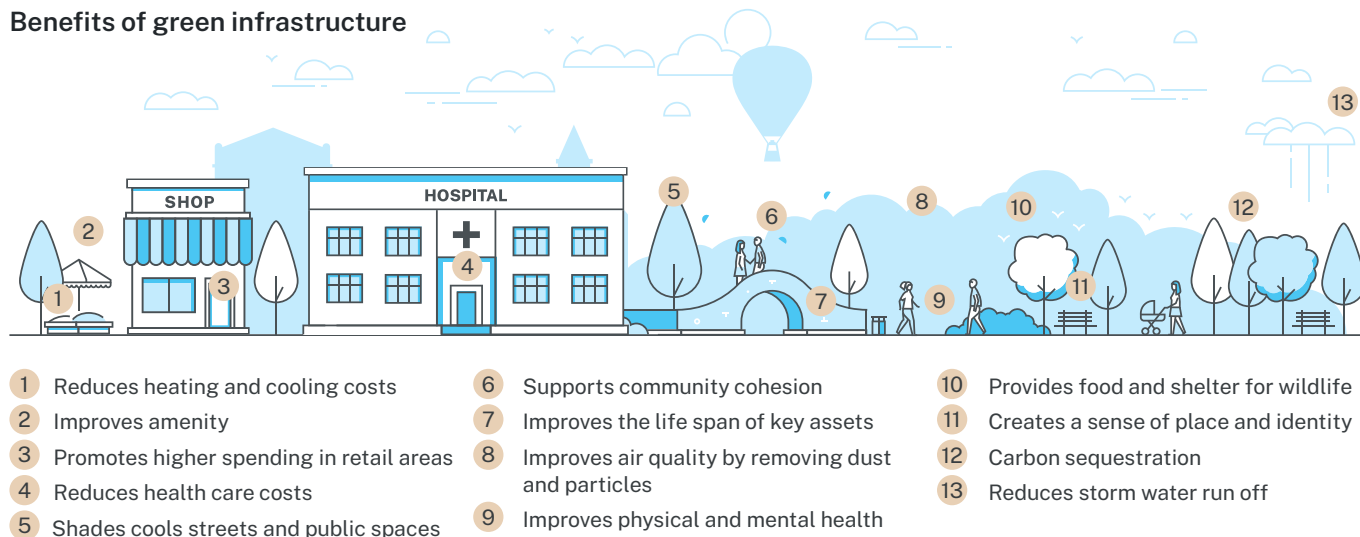 Benefits of green infrastructure
13
SHOP
HOSPITAL
5
8
10
12
6
2
4
3
1
7
9
11
1 Reduces heating and cooling costs
2 Improves amenity
3 Promotes higher spending in retail areas
4 Reduces health care costs
5 Shades cools streets and public spaces
6 Supports community cohesion
7 Improves the life span of key assets
8 Improves air quality by removing dust
and particles
9 Improves physical and mental health
10 Provides food and shelter for wildlife
11 Creates a sense of place and identity
12 Carbon sequestration
13 Reduces storm water run off